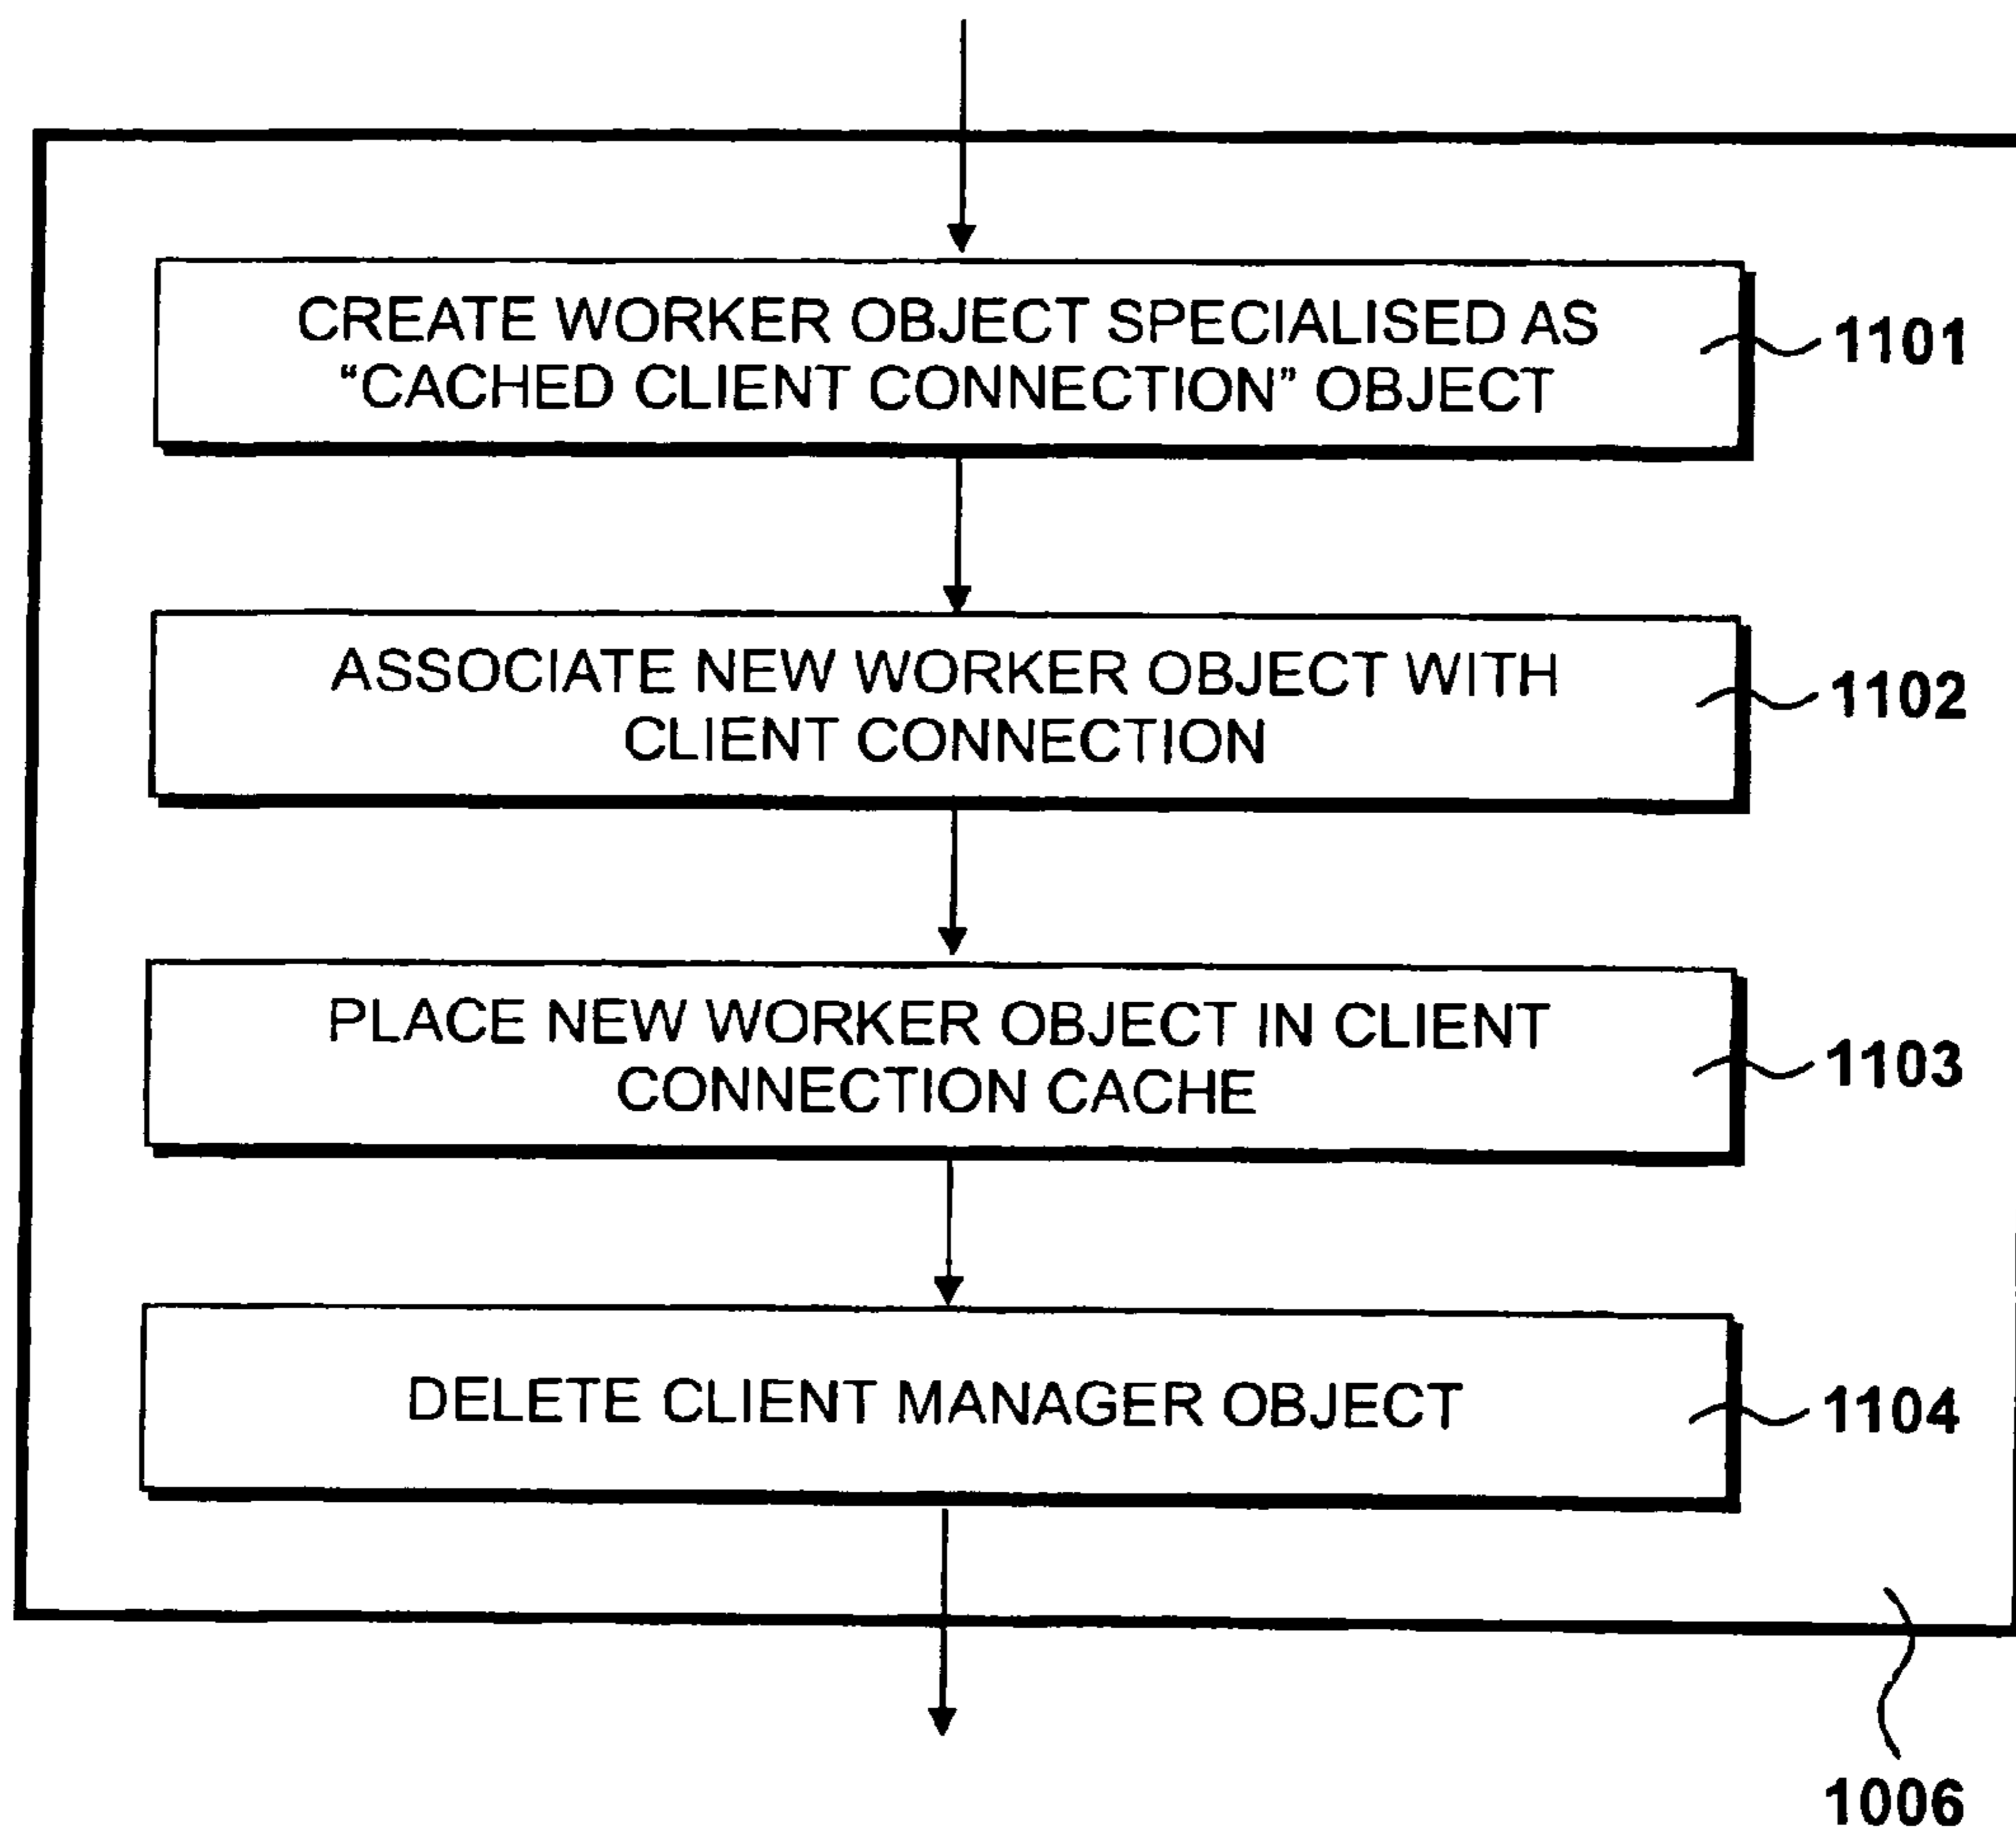 CREATE WORKER OBJECT SPECIALISED AS
“CACHED CLIENT CONNECTION” OBJECT
1101
ASSOCIATE NEW WORKER OBJECT WITH
CLIENT CONNECTION
1102
PLACE NEW WORKER OBJECT IN CLIENT
CONNECTION CACHE
1103
DELETE CLIENT MANAGER OBJECT
1104
1006